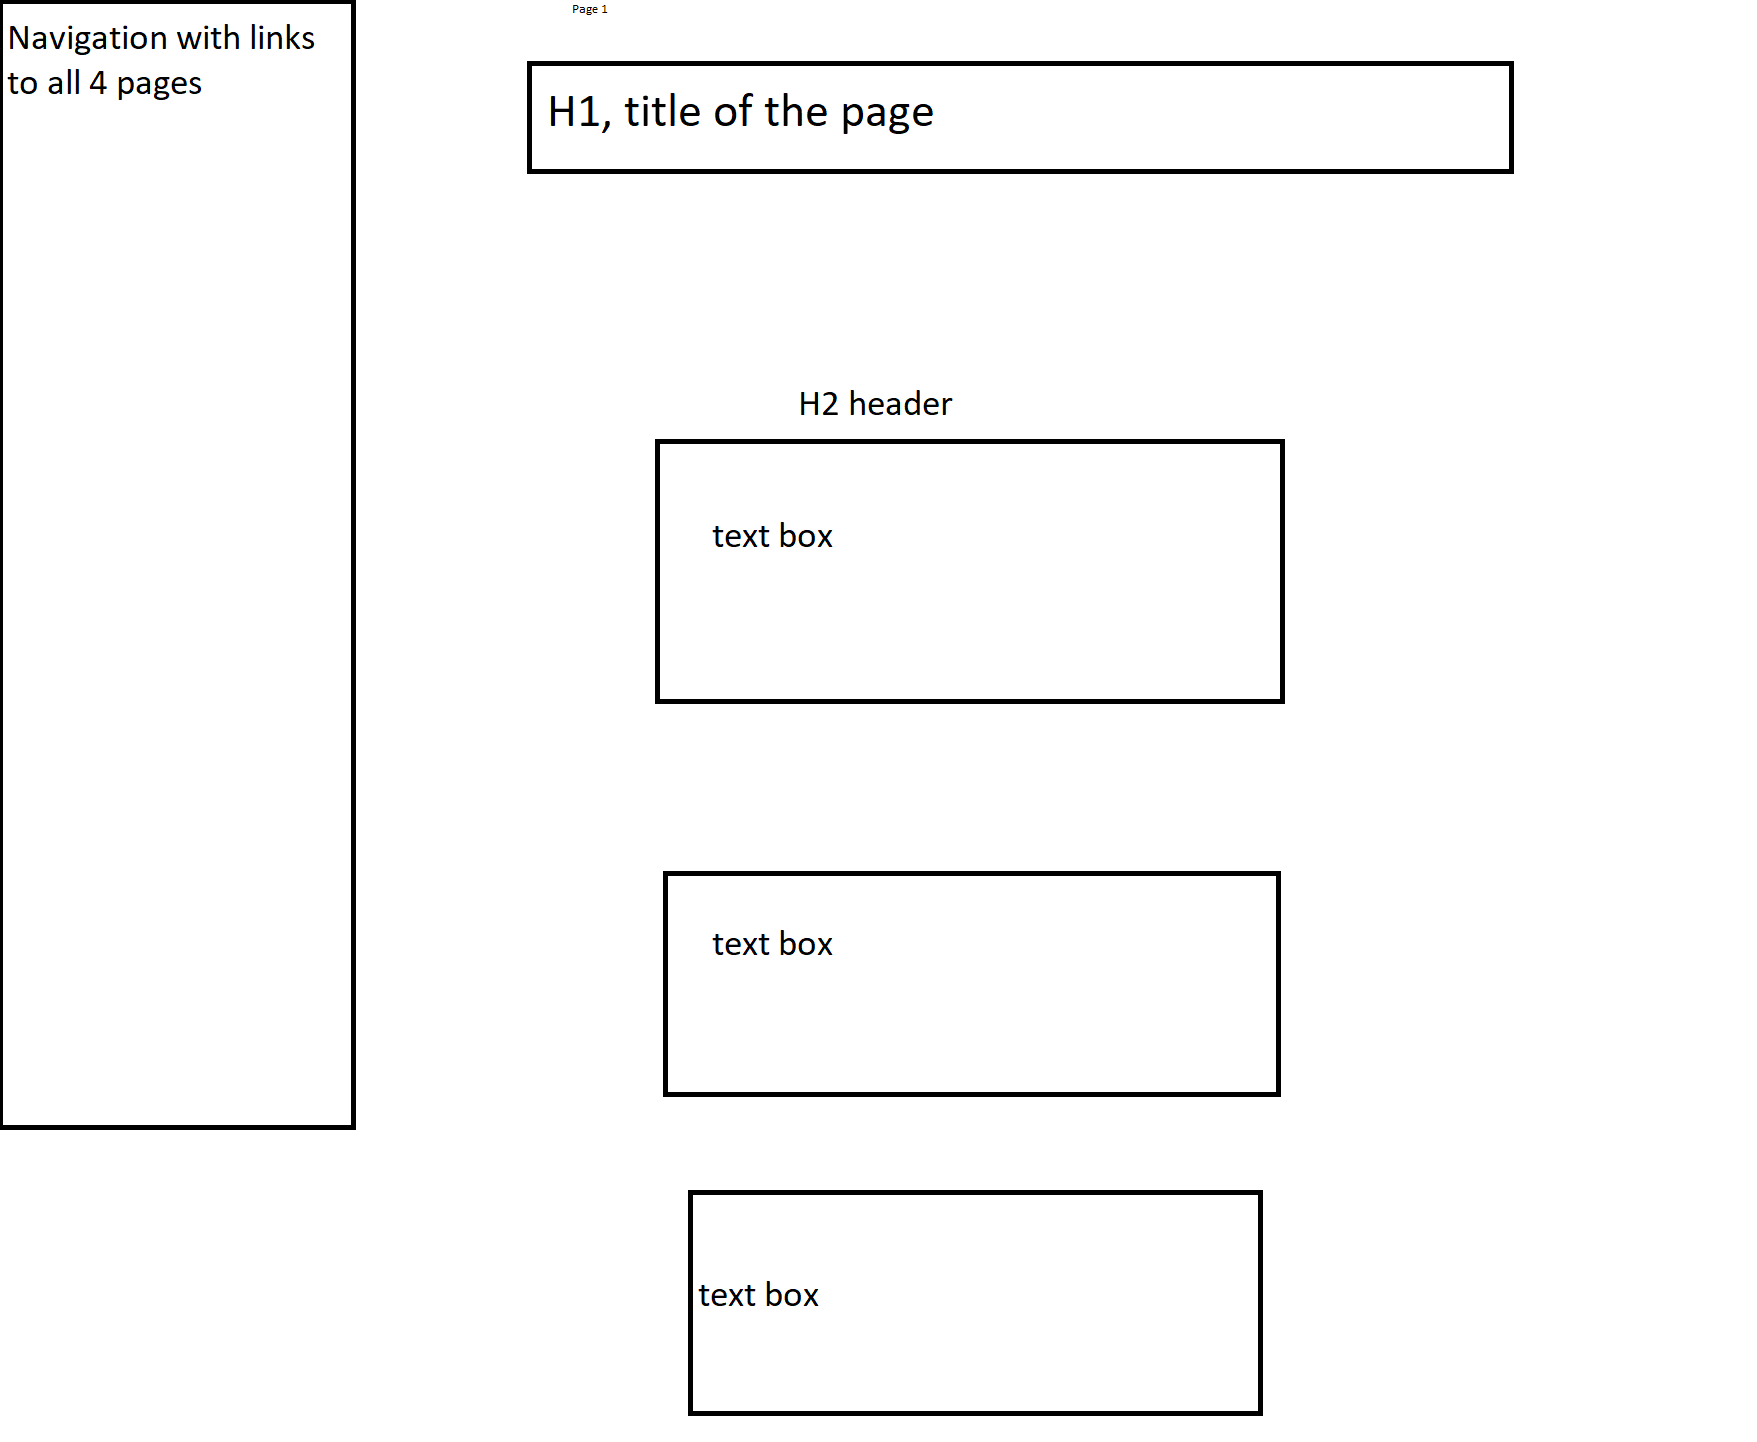 Navigation with links
to all 4 pages
Page 1
H1, title of the page
H2 header
text box
text box
text box